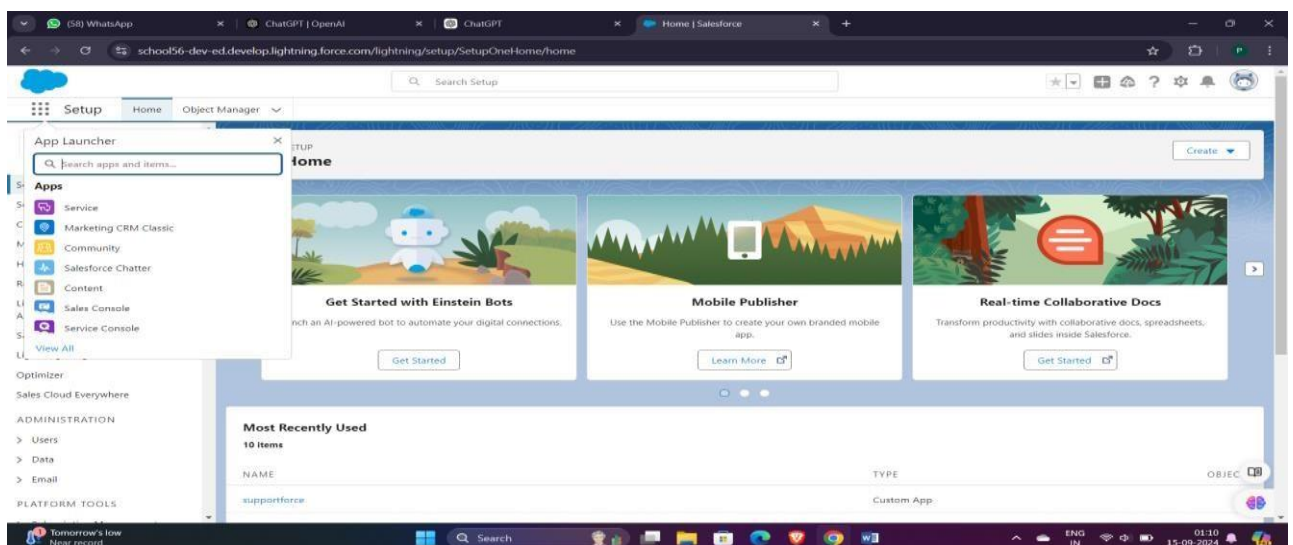 (58) WhatsApp
ChatGPT | OpenAI
ChatGPT
Home | Salesforce
school56-dev-ed.develop.lightning.force.com/lightning/setup/SetupOneHome/home
P
Search Setup
Setup
Home
Object Manager
App Launcher
Search apps and items...
Apps
Service
Marketing CRM Classic
Community
Salesforce Chatter
Content
Sales Console
Service Console
View All
Optimizer
Sales Cloud Everywhere
ADMINISTRATION
Users
Data
Email
PLATFORM TOOLS
Create
Get Started with Einstein Bots
an AI-powered bot to automate your digital connections.
Get Started
Mobile Publisher
Use the Mobile Publisher to create your own branded mobile
app.
Learn More
Real-time Collaborative Docs
Transform productivity with collaborative docs, spreadsheets,
and slides inside Salesforce.
Get Started
Most Recently Used
10 items
NAME
TYPE
OBJEC
supportforce
Custom App
Tomorrow's low
Near record
Search
ENG
IN
01:10
15-09-2024